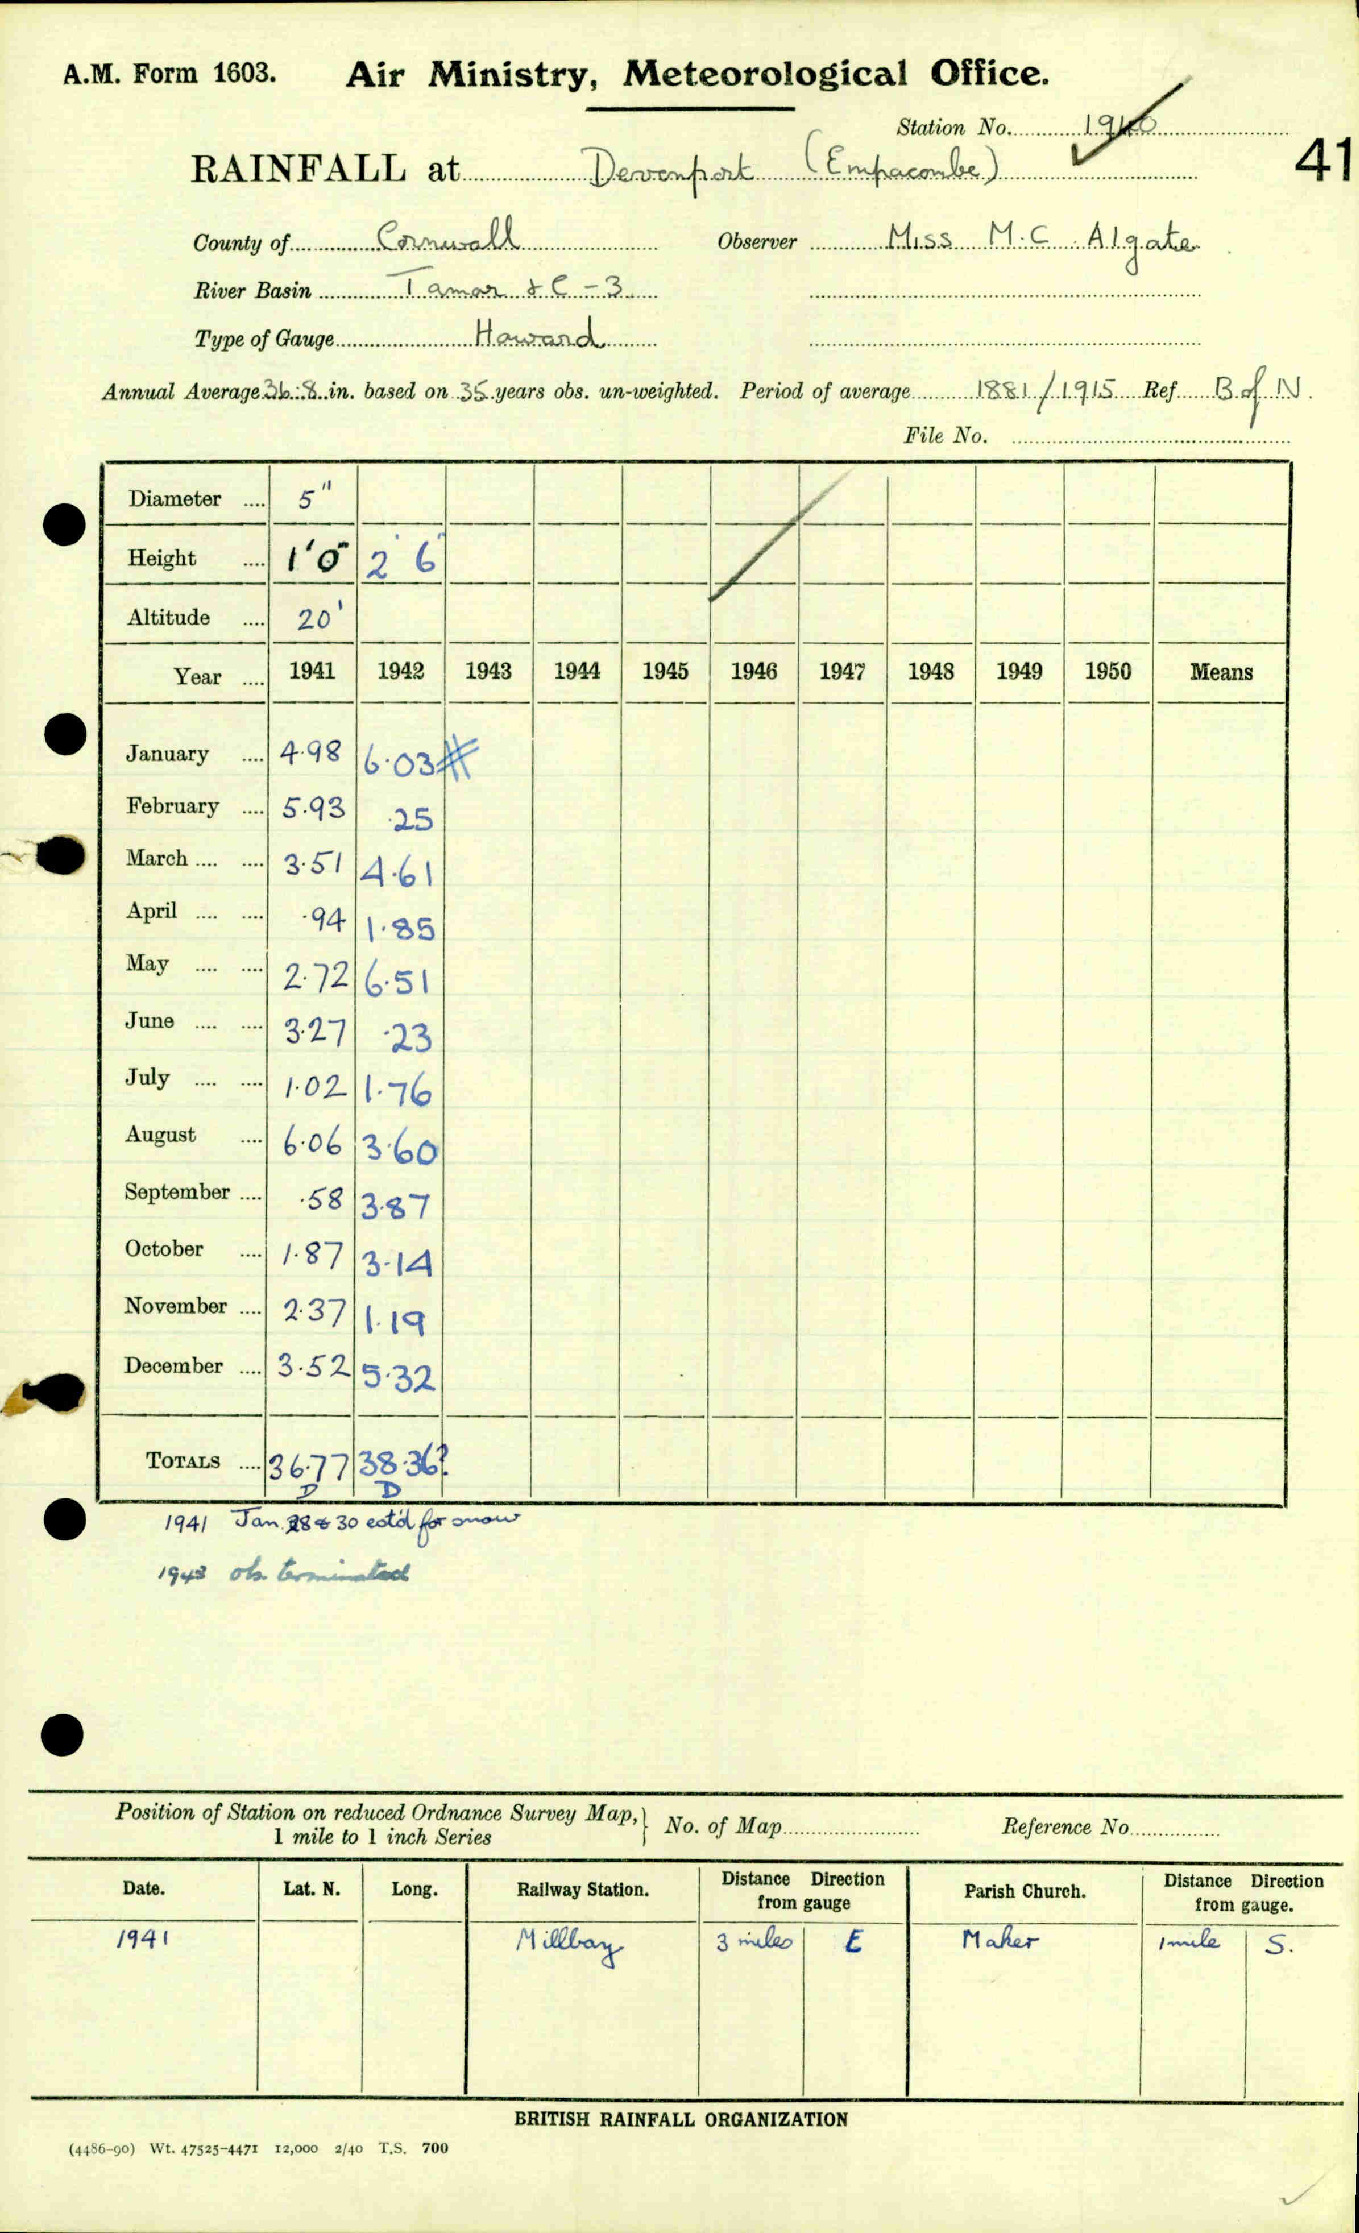 A.M. Form 1603. Air Ministry, Meteorological Office.
Station No. 1940
41
RAINFALL at Devonport (Empacombe)
County of Cornwall Observer Miss M.C. Algate
River Basin Tamar & C - 3
Type of Gauge Howard
Annual Average 36.8 in. based on 35 years obs. un-weighted. Period of average 1881/1915 Ref B of N.
File No.
Diameter .... 5"
Height .... 1'0" 2' 6"
Altitude .... 20'
Year .... 1941 1942 1943 1944 1945 1946 1947 1948 1949 1950 Means
January .... 4.98 6.03 #
February .... 5.93 .25
March .... .... 3.51 4.61
April .... .... .94 1.85
May .... .... 2.72 6.51
June .... .... 3.27 .23
July .... .... 1.02 1.76
August .... 6.06 3.60
September .... .58 3.87
October .... 1.87 3.14
November .... 2.37 1.19
December .... 3.52 5.32
TOTALS .... 36.77 38.36?
D D
1941 Jan. 28 & 30 est'd for snow
1943 obs. terminated
Position of Station on reduced Ordnance Survey Map, } No. of Map Reference No.
1 mile to 1 inch Series
Date. Lat. N. Long. Railway Station. Distance Direction from gauge Parish Church. Distance Direction from gauge.
1941 Millbay 3 miles E Maker 1 mile S.
BRITISH RAINFALL ORGANIZATION
(4486-90) Wt. 47525-4471 12,000 2/40 T.S. 700